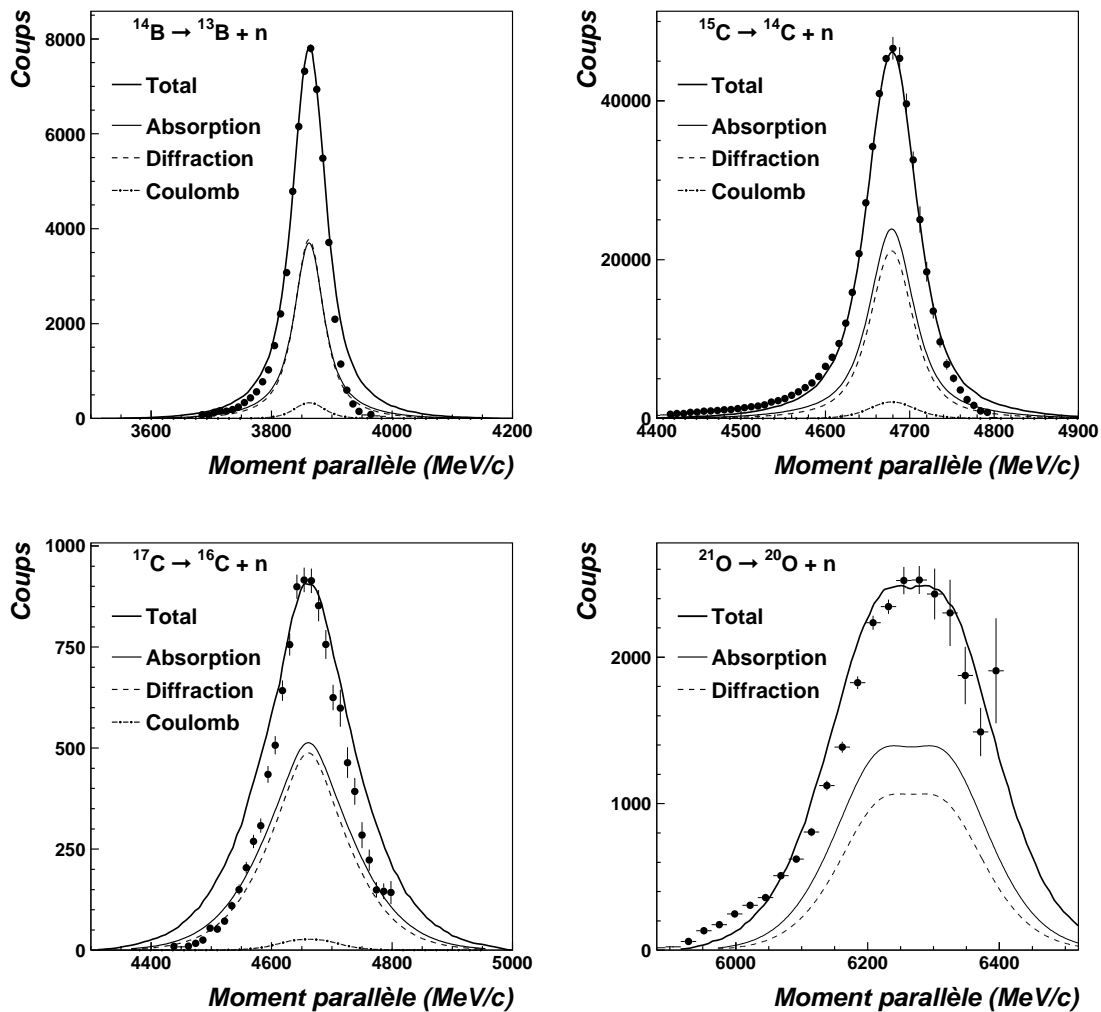 Coups
¹⁴B → ¹³B + n
Total
Absorption
Diffraction
Coulomb
8000
6000
4000
2000
0
3600 3800 4000 4200
Moment parallèle (MeV/c)
Coups
¹⁵C → ¹⁴C + n
Total
Absorption
Diffraction
Coulomb
40000
20000
0
4400 4500 4600 4700 4800 4900
Moment parallèle (MeV/c)
Coups
¹⁷C → ¹⁶C + n
Total
Absorption
Diffraction
Coulomb
1000
750
500
250
0
4400 4600 4800 5000
Moment parallèle (MeV/c)
Coups
²¹O → ²⁰O + n
Total
Absorption
Diffraction
2000
1000
0
6000 6200 6400
Moment parallèle (MeV/c)